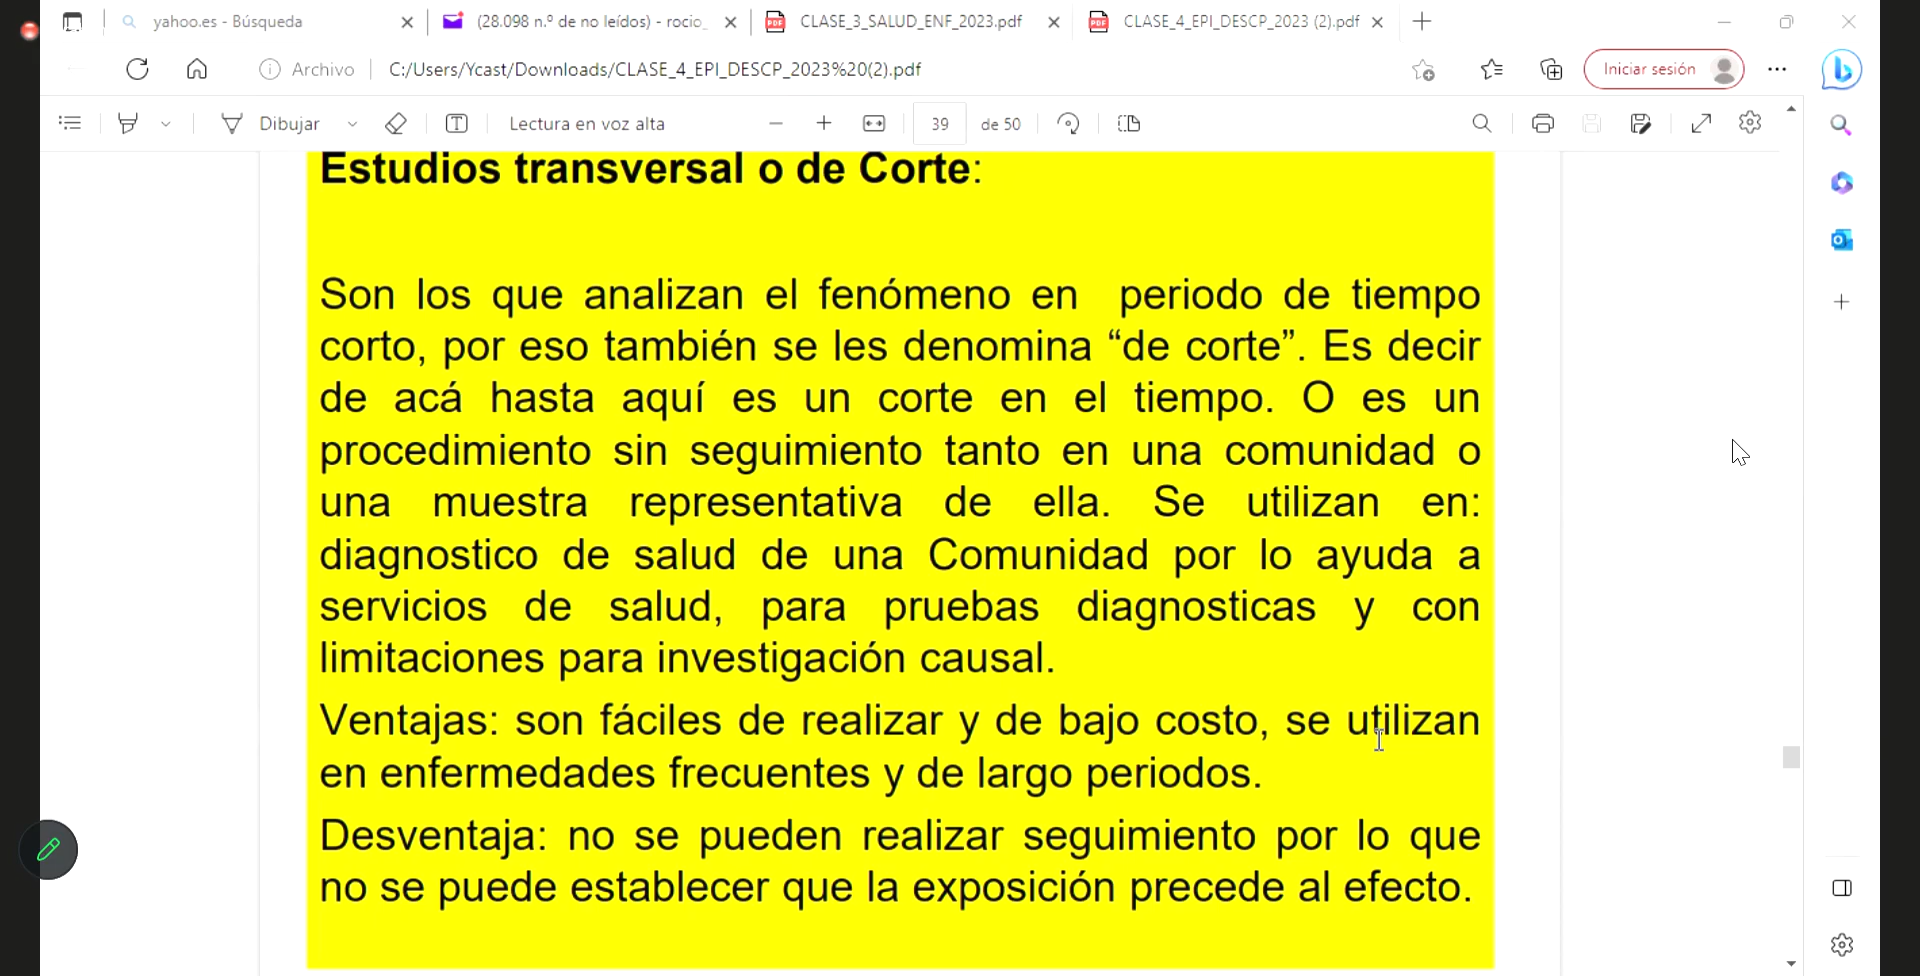 yahoo.es - Búsqueda
(28.098 n.º de no leídos) - rocio_
CLASE_3_SALUD_ENF_2023.pdf
CLASE_4_EPI_DESCP_2023 (2).pdf
Archivo
C:/Users/Ycast/Downloads/CLASE_4_EPI_DESCP_2023%20(2).pdf
Iniciar sesión
Dibujar
Lectura en voz alta
39
de 50
Estudios transversal o de Corte:
Son los que analizan el fenómeno en periodo de tiempo
corto, por eso también se les denomina “de corte”. Es decir
de acá hasta aquí es un corte en el tiempo. O es un
procedimiento sin seguimiento tanto en una comunidad o
una muestra representativa de ella. Se utilizan en:
diagnostico de salud de una Comunidad por lo ayuda a
servicios de salud, para pruebas diagnosticas y con
limitaciones para investigación causal.
Ventajas: son fáciles de realizar y de bajo costo, se utilizan
en enfermedades frecuentes y de largo periodos.
Desventaja: no se pueden realizar seguimiento por lo que
no se puede establecer que la exposición precede al efecto.